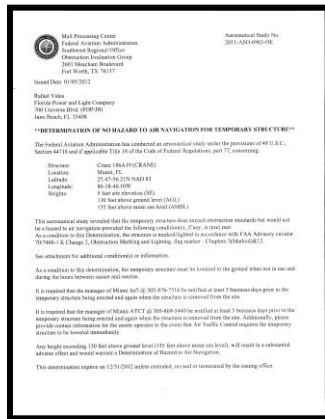 Mail Processing Center
Federal Aviation Administration
Southwest Regional Office
Obstruction Evaluation Group
2601 Meacham Boulevard
Fort Worth, TX 76137
Aeronautical Study No.
2011-ASO-6963-OE
Issued Date: 01/05/2012
Rafael Videa
Florida Power and Light Company
700 Universe Blvd. (POP/JB)
Juno Beach, FL 33408
**DETERMINATION OF NO HAZARD TO AIR NAVIGATION FOR TEMPORARY STRUCTURE**
The Federal Aviation Administration has conducted an aeronautical study under the provisions of 49 U.S.C.,
Section 44718 and if applicable Title 14 of the Code of Federal Regulations, part 77, concerning:
Structure: Crane 186A19 (CRANE)
Location: Miami, FL
Latitude: 25-47-56.21N NAD 83
Longitude: 80-18-46.10W
Heights: 5 feet site elevation (SE)
130 feet above ground level (AGL)
135 feet above mean sea level (AMSL)
This aeronautical study revealed that the temporary structure does exceed obstruction standards but would not
be a hazard to air navigation provided the following condition(s), if any, is (are) met:
As a condition to this Determination, the structure is marked/lighted in accordance with FAA Advisory circular
70/7460-1 K Change 2, Obstruction Marking and Lighting, flag marker - Chapters 3(Marked)&12.
See attachment for additional condition(s) or information.
As a condition to this determination, the temporary structure must be lowered to the ground when not in use and
during the hours between sunset and sunrise.
It is required that the manager of Miami Intl @ 305-876-7516 be notified at least 3 business days prior to the
temporary structure being erected and again when the structure is removed from the site.
It is required that the manager of Miami ATCT @ 305-869-5440 be notified at least 3 business days prior to the
temporary structure being erected and again when the structure is removed from the site. Additionally, please
provide contact information for the onsite operator in the event that Air Traffic Control requires the temporary
structure to be lowered immediately.
Any height exceeding 130 feet above ground level (135 feet above mean sea level), will result in a substantial
adverse effect and would warrant a Determination of Hazard to Air Navigation.
This determination expires on 12/31/2012 unless extended, revised or terminated by the issuing office.